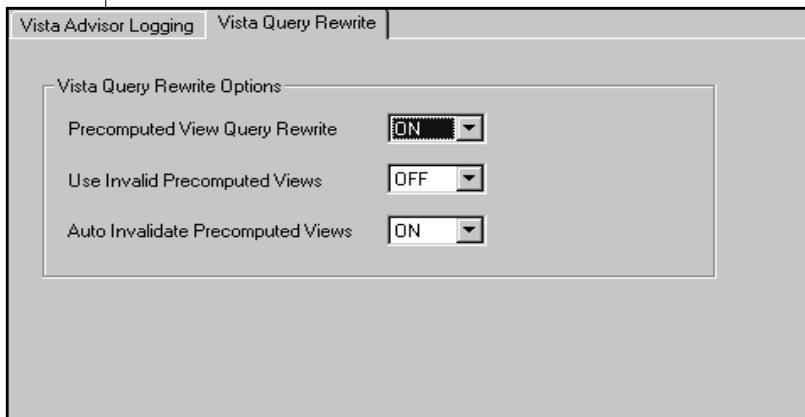 Vista Advisor Logging Vista Query Rewrite
Vista Query Rewrite Options
Precomputed View Query Rewrite ON
Use Invalid Precomputed Views OFF
Auto Invalidate Precomputed Views ON